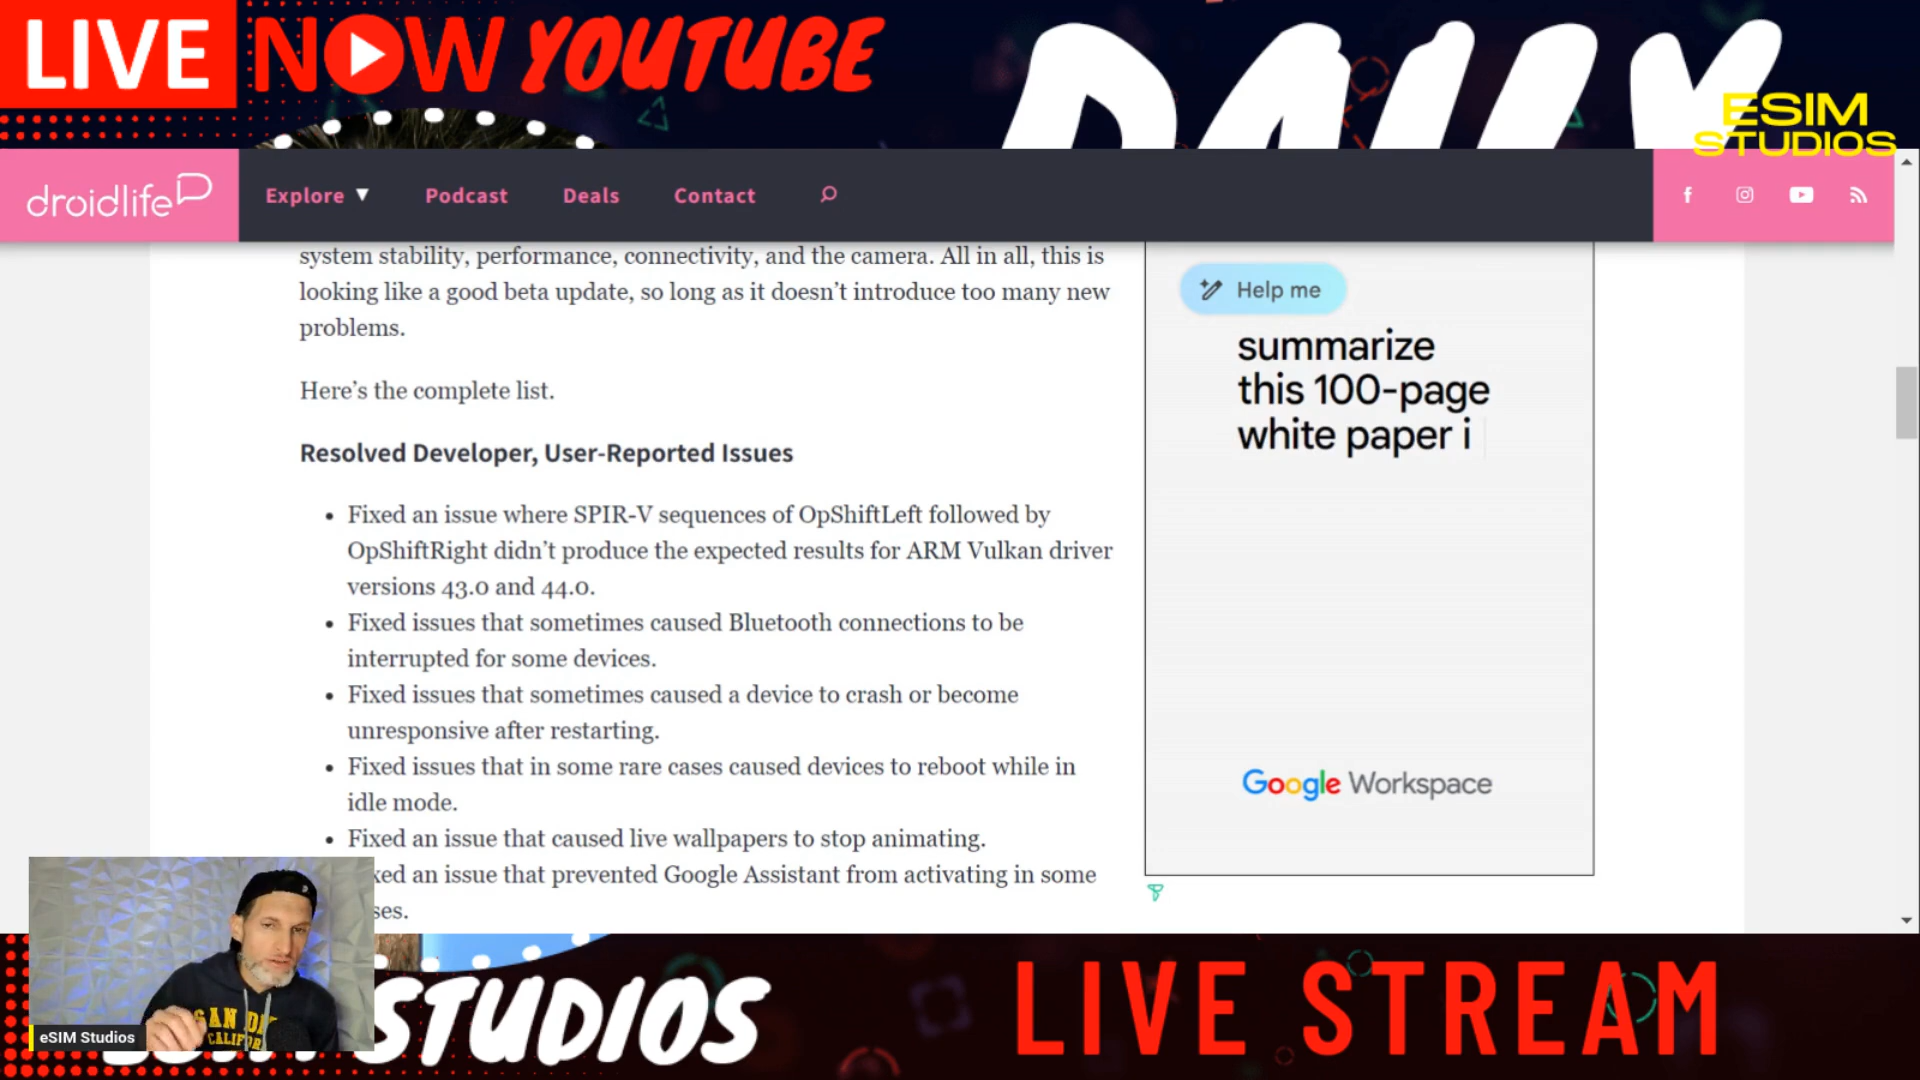 LIVE NOW YOUTUBE
DAILY
ESIM
STUDIOS
droidlife
Explore ▼
Podcast
Deals
Contact
system stability, performance, connectivity, and the camera. All in all, this is
looking like a good beta update, so long as it doesn’t introduce too many new
problems.
Here’s the complete list.
Resolved Developer, User-Reported Issues
• Fixed an issue where SPIR-V sequences of OpShiftLeft followed by
OpShiftRight didn’t produce the expected results for ARM Vulkan driver
versions 43.0 and 44.0.
• Fixed issues that sometimes caused Bluetooth connections to be
interrupted for some devices.
• Fixed issues that sometimes caused a device to crash or become
unresponsive after restarting.
• Fixed issues that in some rare cases caused devices to reboot while in
idle mode.
• Fixed an issue that caused live wallpapers to stop animating.
xed an issue that prevented Google Assistant from activating in some
ses.
Help me
summarize
this 100-page
white paper i
Google Workspace
SAN DI
CALIFOR
eSIM Studios
STUDIOS
LIVE STREAM